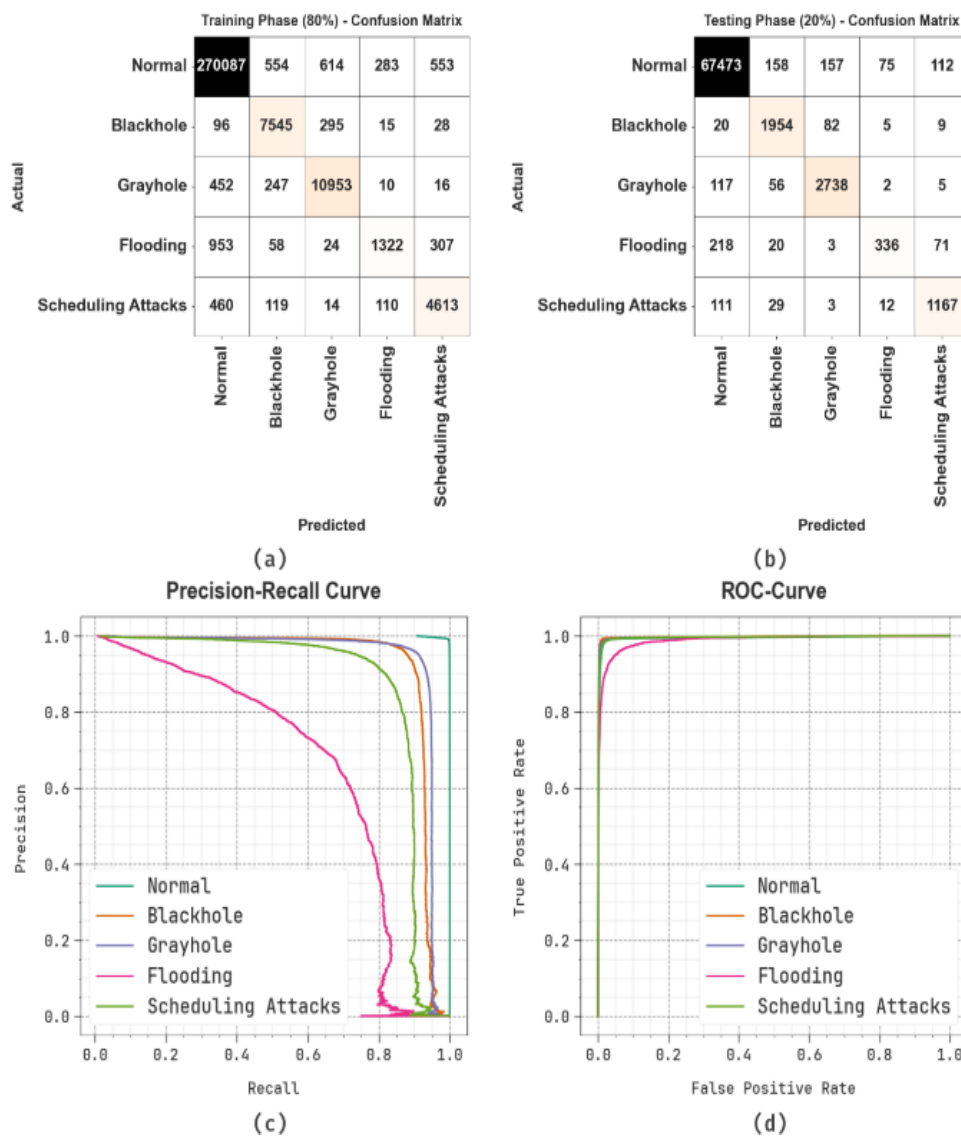 Training Phase (80%) - Confusion Matrix
Normal 270087 554 614 283 553
Blackhole 96 7545 295 15 28
Grayhole 452 247 10953 10 16
Flooding 953 58 24 1322 307
Scheduling Attacks 460 119 14 110 4613
Actual
Normal Blackhole Grayhole Flooding Scheduling Attacks
Predicted
(a)
Testing Phase (20%) - Confusion Matrix
Normal 67473 158 157 75 112
Blackhole 20 1954 82 5 9
Grayhole 117 56 2738 2 5
Flooding 218 20 3 336 71
Scheduling Attacks 111 29 3 12 1167
Actual
Normal Blackhole Grayhole Flooding Scheduling Attacks
Predicted
(b)
Precision-Recall Curve
1.0
0.8
0.6
0.4
0.2
0.0
Precision
Normal
Blackhole
Grayhole
Flooding
Scheduling Attacks
0.0 0.2 0.4 0.6 0.8 1.0
Recall
(c)
ROC-Curve
1.0
0.8
0.6
0.4
0.2
0.0
True Positive Rate
Normal
Blackhole
Grayhole
Flooding
Scheduling Attacks
0.0 0.2 0.4 0.6 0.8 1.0
False Positive Rate
(d)